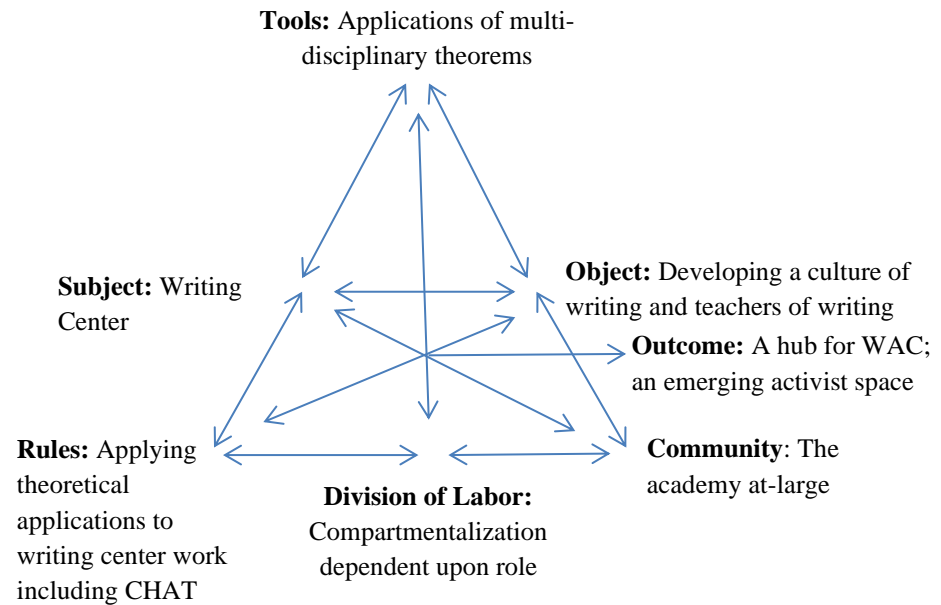 Tools: Applications of multi-
disciplinary theorems
Subject: Writing
Center
Object: Developing a culture of
writing and teachers of writing
Outcome: A hub for WAC;
an emerging activist space
Rules: Applying
theoretical
applications to
writing center work
including CHAT
Division of Labor:
Compartmentalization
dependent upon role
Community: The
academy at-large